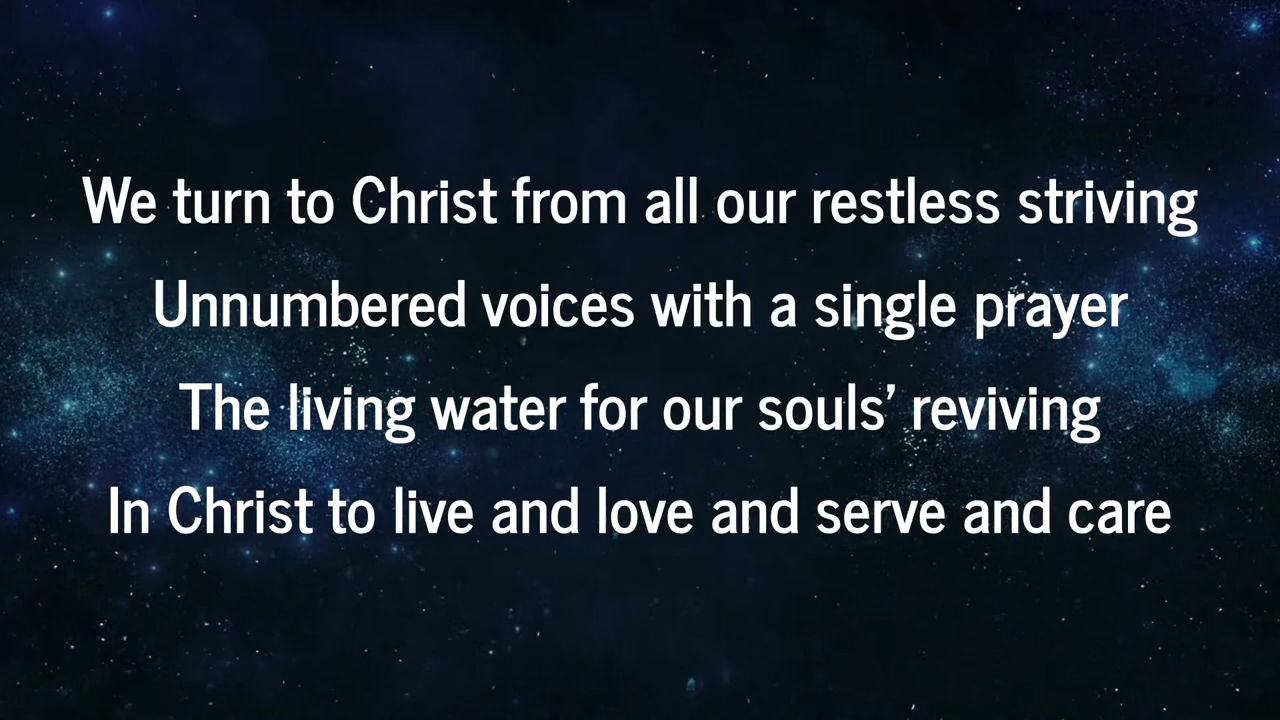 We turn to Christ from all our restless striving
Unnumbered voices with a single prayer
The living water for our souls’ reviving
In Christ to live and love and serve and care